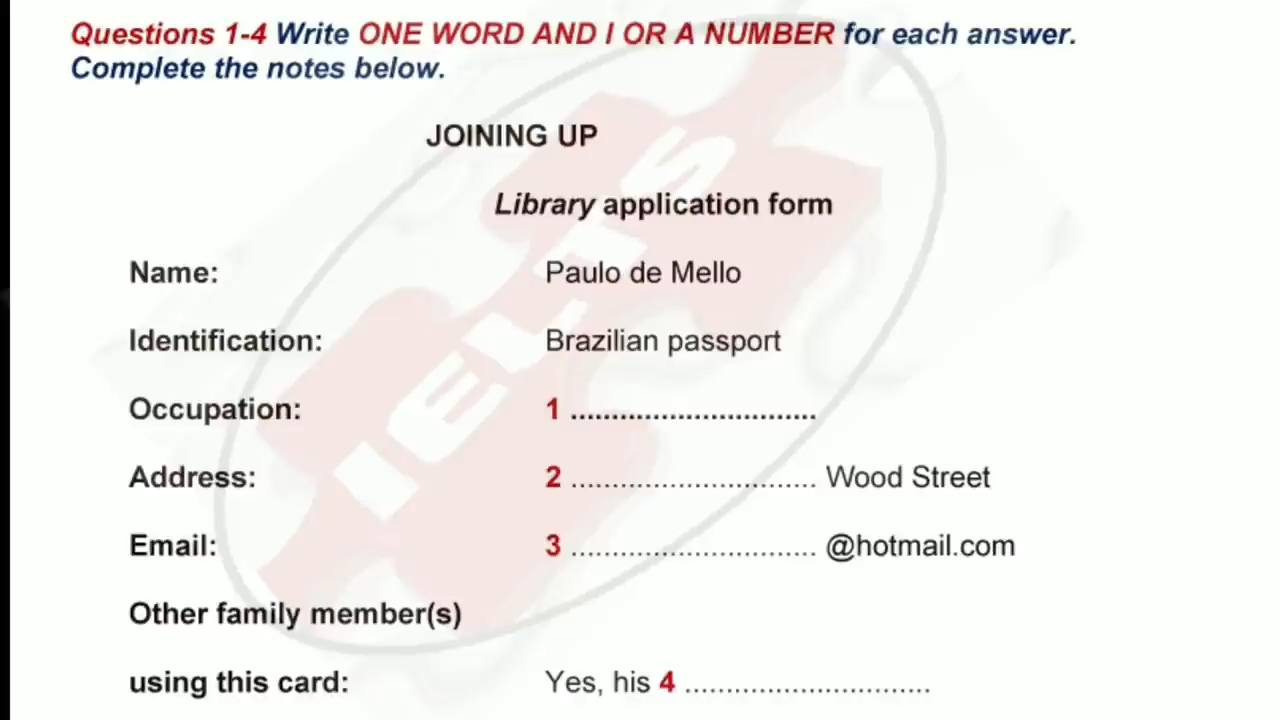 Questions 1-4 Write ONE WORD AND I OR A NUMBER for each answer.
Complete the notes below.
JOINING UP
Library application form
Name: Paulo de Mello
Identification: Brazilian passport
Occupation: 1 ..............................
Address: 2 .............................. Wood Street
Email: 3 .............................. @hotmail.com
Other family member(s)
using this card: Yes, his 4 ..............................
IELTS